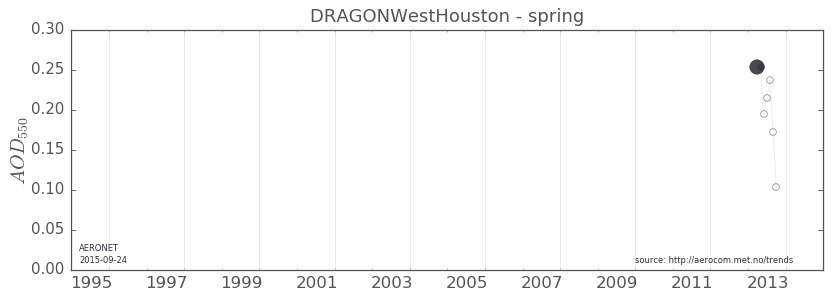 DRAGONWestHouston - spring
0.30
0.25
0.20
0.15
0.10
0.05
0.00
AOD550
AERONET
2015-09-24
source: http://aerocom.met.no/trends
1995 1997 1999 2001 2003 2005 2007 2009 2011 2013